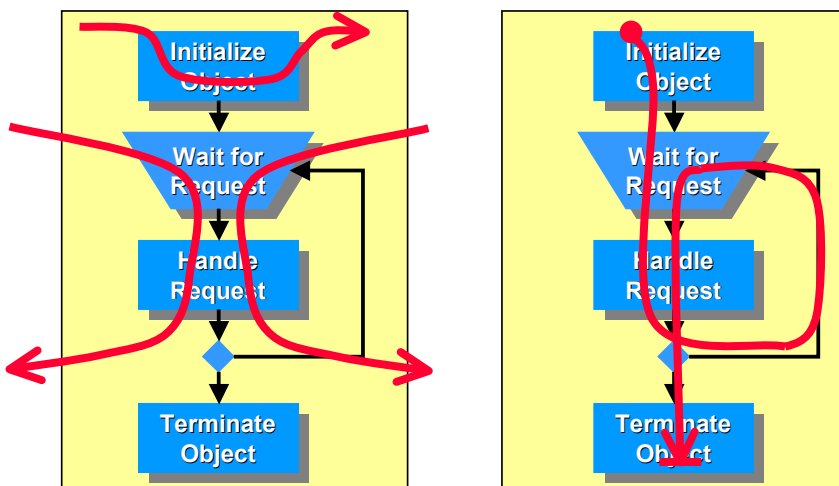 Initialize
Object
Wait for
Request
Handle
Request
Terminate
Object
Initialize
Object
Wait for
Request
Handle
Request
Terminate
Object